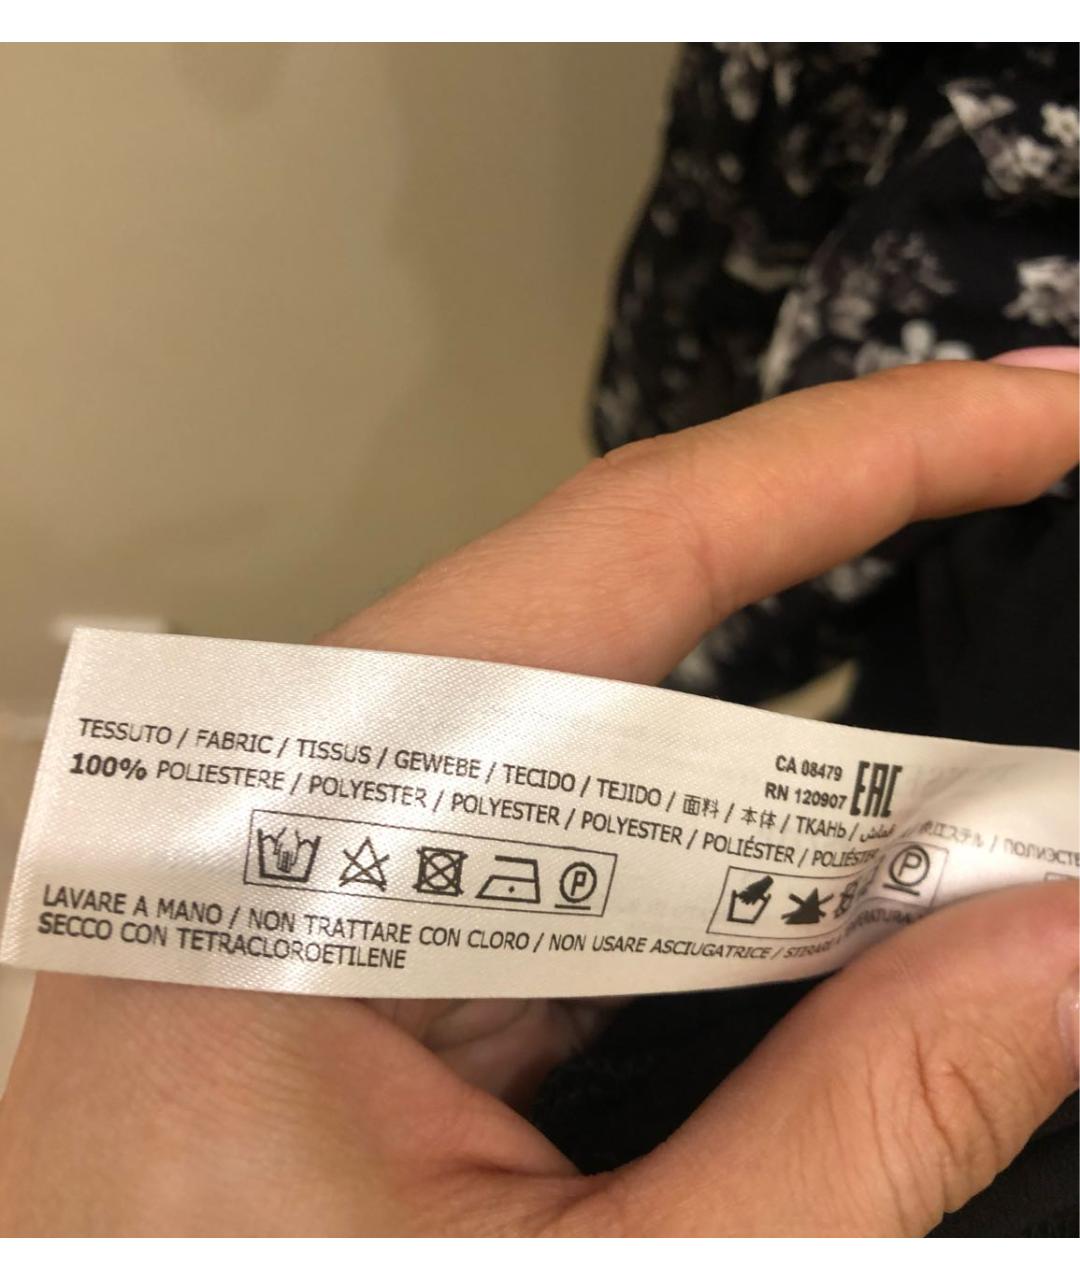 TESSUTO / FABRIC / TISSUS / GEWEBE / TECIDO / TEJIDO / 面料 / 本体 / ТКАНЬ / قماش
100% POLIESTERE / POLYESTER / POLYESTER / POLYESTER / POLIÉSTER / POLIÉSTER
CA 08479
RN 120907
EAC
P
P
LAVARE A MANO / NON TRATTARE CON CLORO / NON USARE ASCIUGATRICE /
SECCO CON TETRACLOROETILENE